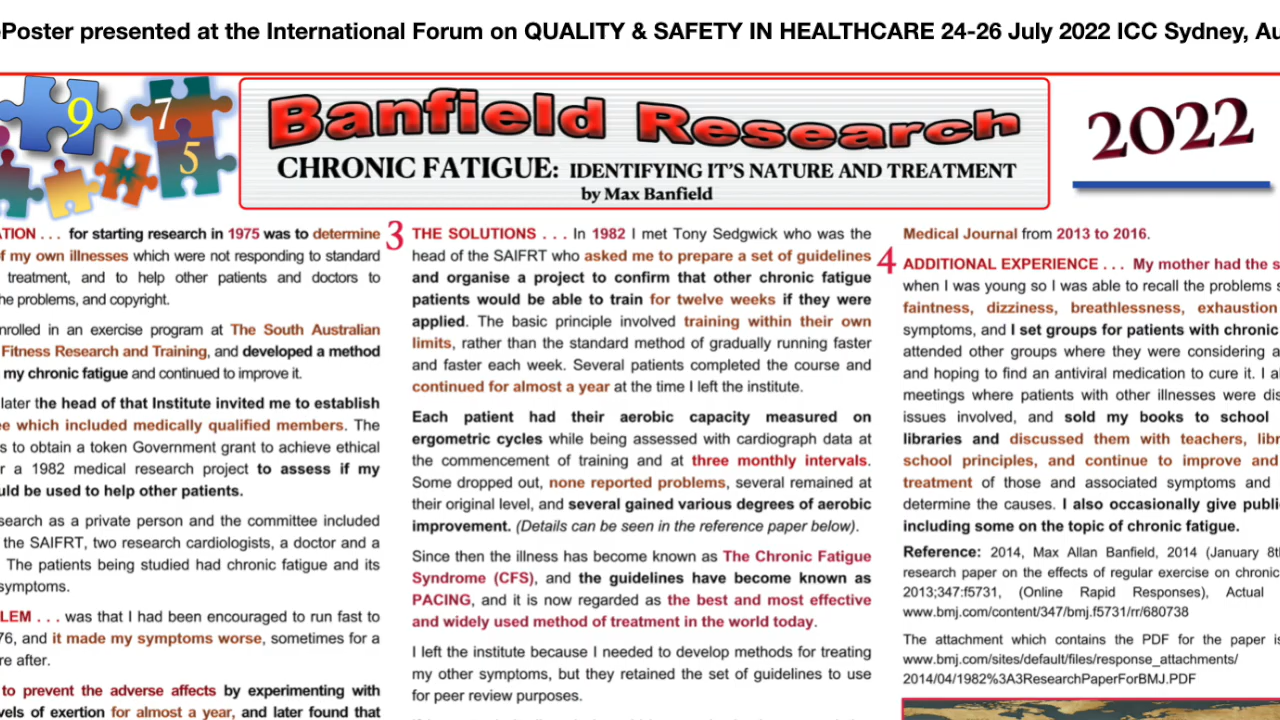 Poster presented at the International Forum on QUALITY & SAFETY IN HEALTHCARE 24-26 July 2022 ICC Sydney, Au
9
7
5
Banfield Research
CHRONIC FATIGUE: IDENTIFYING IT'S NATURE AND TREATMENT
by Max Banfield
2022
ATION . . . for starting research in 1975 was to determine
f my own illnesses which were not responding to standard
treatment, and to help other patients and doctors to
he problems, and copyright.
nrolled in an exercise program at The South Australian
Fitness Research and Training, and developed a method
my chronic fatigue and continued to improve it.
later the head of that Institute invited me to establish
ee which included medically qualified members. The
s to obtain a token Government grant to achieve ethical
r a 1982 medical research project to assess if my
uld be used to help other patients.
search as a private person and the committee included
the SAIFRT, two research cardiologists, a doctor and a
The patients being studied had chronic fatigue and its
symptoms.
LEM . . . was that I had been encouraged to run fast to
76, and it made my symptoms worse, sometimes for a
re after.
to prevent the adverse affects by experimenting with
vels of exertion for almost a year, and later found that
3
THE SOLUTIONS . . . In 1982 I met Tony Sedgwick who was the
head of the SAIFRT who asked me to prepare a set of guidelines
and organise a project to confirm that other chronic fatigue
patients would be able to train for twelve weeks if they were
applied. The basic principle involved training within their own
limits, rather than the standard method of gradually running faster
and faster each week. Several patients completed the course and
continued for almost a year at the time I left the institute.
Each patient had their aerobic capacity measured on
ergometric cycles while being assessed with cardiograph data at
the commencement of training and at three monthly intervals.
Some dropped out, none reported problems, several remained at
their original level, and several gained various degrees of aerobic
improvement. (Details can be seen in the reference paper below).
Since then the illness has become known as The Chronic Fatigue
Syndrome (CFS), and the guidelines have become known as
PACING, and it is now regarded as the best and most effective
and widely used method of treatment in the world today.
I left the institute because I needed to develop methods for treating
my other symptoms, but they retained the set of guidelines to use
for peer review purposes.
Medical Journal from 2013 to 2016.
4
ADDITIONAL EXPERIENCE . . . My mother had the s
when I was young so I was able to recall the problems s
faintness, dizziness, breathlessness, exhaustion
symptoms, and I set groups for patients with chronic
attended other groups where they were considering a
and hoping to find an antiviral medication to cure it. I al
meetings where patients with other illnesses were dis
issues involved, and sold my books to school
libraries and discussed them with teachers, libr
school principles, and continue to improve and
treatment of those and associated symptoms and
determine the causes. I also occasionally give publi
including some on the topic of chronic fatigue.
Reference: 2014, Max Allan Banfield, 2014 (January 8th
research paper on the effects of regular exercise on chronic
2013;347:f5731, (Online Rapid Responses), Actual
www.bmj.com/content/347/bmj.f5731/rr/680738
The attachment which contains the PDF for the paper is
www.bmj.com/sites/default/files/response_attachments/
2014/04/1982%3A3ResearchPaperForBMJ.PDF